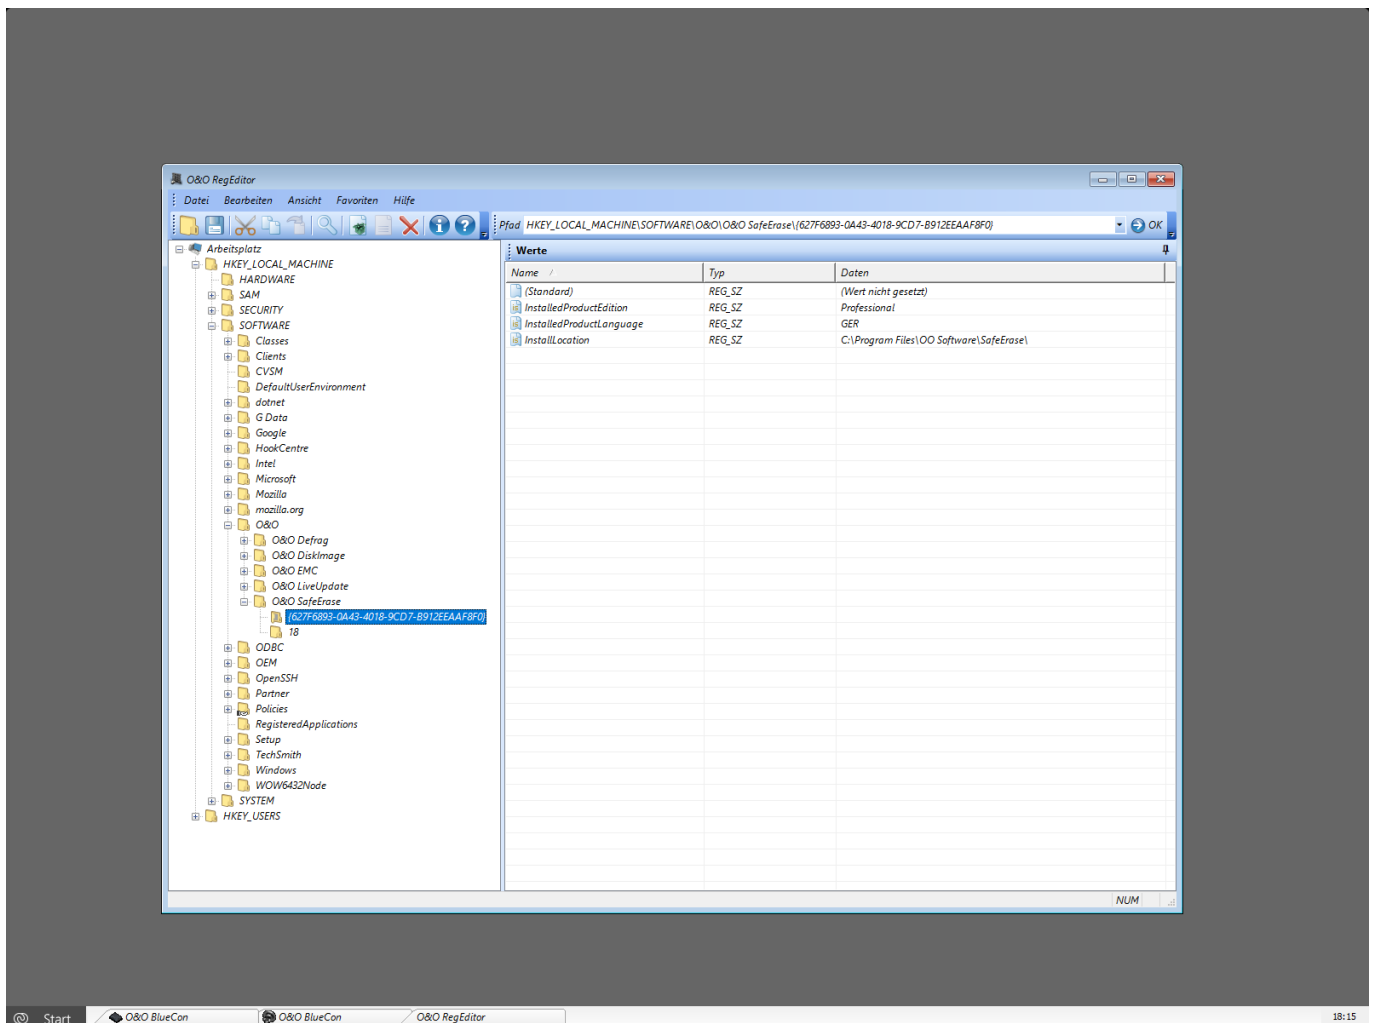 O&O RegEditor
Datei Bearbeiten Ansicht Favoriten Hilfe
Pfad HKEY_LOCAL_MACHINE\SOFTWARE\O&O\O&O SafeErase\{627F6893-0A43-4018-9CD7-B912EEAAF8F0} OK
Arbeitsplatz
HKEY_LOCAL_MACHINE
HARDWARE
SAM
SECURITY
SOFTWARE
Classes
Clients
CVSM
DefaultUserEnvironment
dotnet
G Data
Google
HookCentre
Intel
Microsoft
Mozilla
mozilla.org
O&O
O&O Defrag
O&O DiskImage
O&O EMC
O&O LiveUpdate
O&O SafeErase
{627F6893-0A43-4018-9CD7-B912EEAAF8F0}
18
ODBC
OEM
OpenSSH
Partner
Policies
RegisteredApplications
Setup
TechSmith
Windows
WOW6432Node
SYSTEM
HKEY_USERS
Werte
Name Typ Daten
(Standard) REG_SZ (Wert nicht gesetzt)
InstalledProductEdition REG_SZ Professional
InstalledProductLanguage REG_SZ GER
InstallLocation REG_SZ C:\Program Files\OO Software\SafeErase\
NUM
Start O&O BlueCon O&O BlueCon O&O RegEditor 18:15